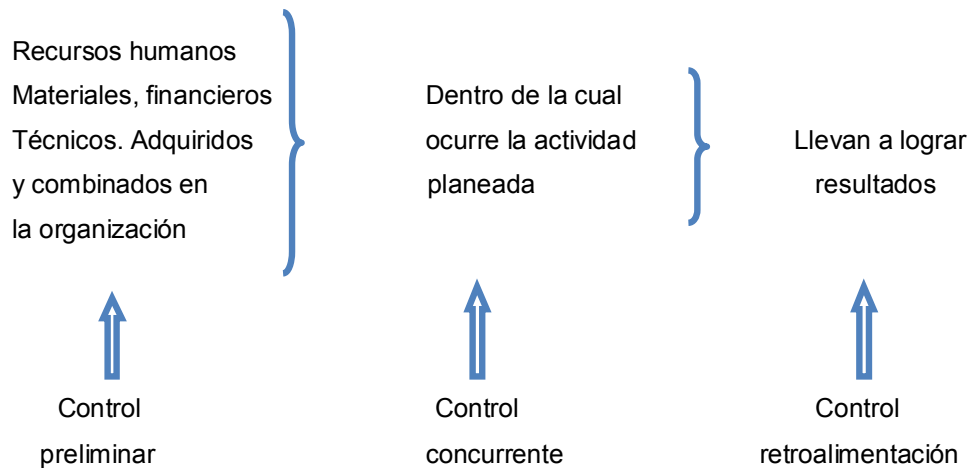 Recursos humanos
Materiales, financieros
Técnicos. Adquiridos
y combinados en
la organización
Dentro de la cual
ocurre la actividad
planeada
Llevan a lograr
resultados
Control
preliminar
Control
concurrente
Control
retroalimentación